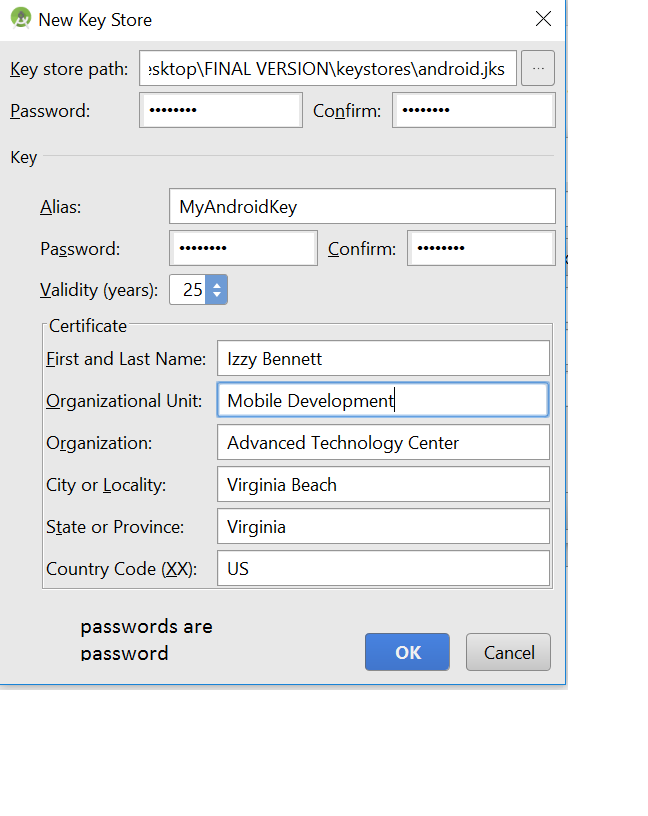 New Key Store
Key store path: esktop\FINAL VERSION\keystores\android.jks ...
Password: •••••••• Confirm: ••••••••
Key
Alias: MyAndroidKey
Password: •••••••• Confirm: ••••••••
Validity (years): 25
Certificate
First and Last Name: Izzy Bennett
Organizational Unit: Mobile Development
Organization: Advanced Technology Center
City or Locality: Virginia Beach
State or Province: Virginia
Country Code (XX): US
passwords are
password
OK Cancel